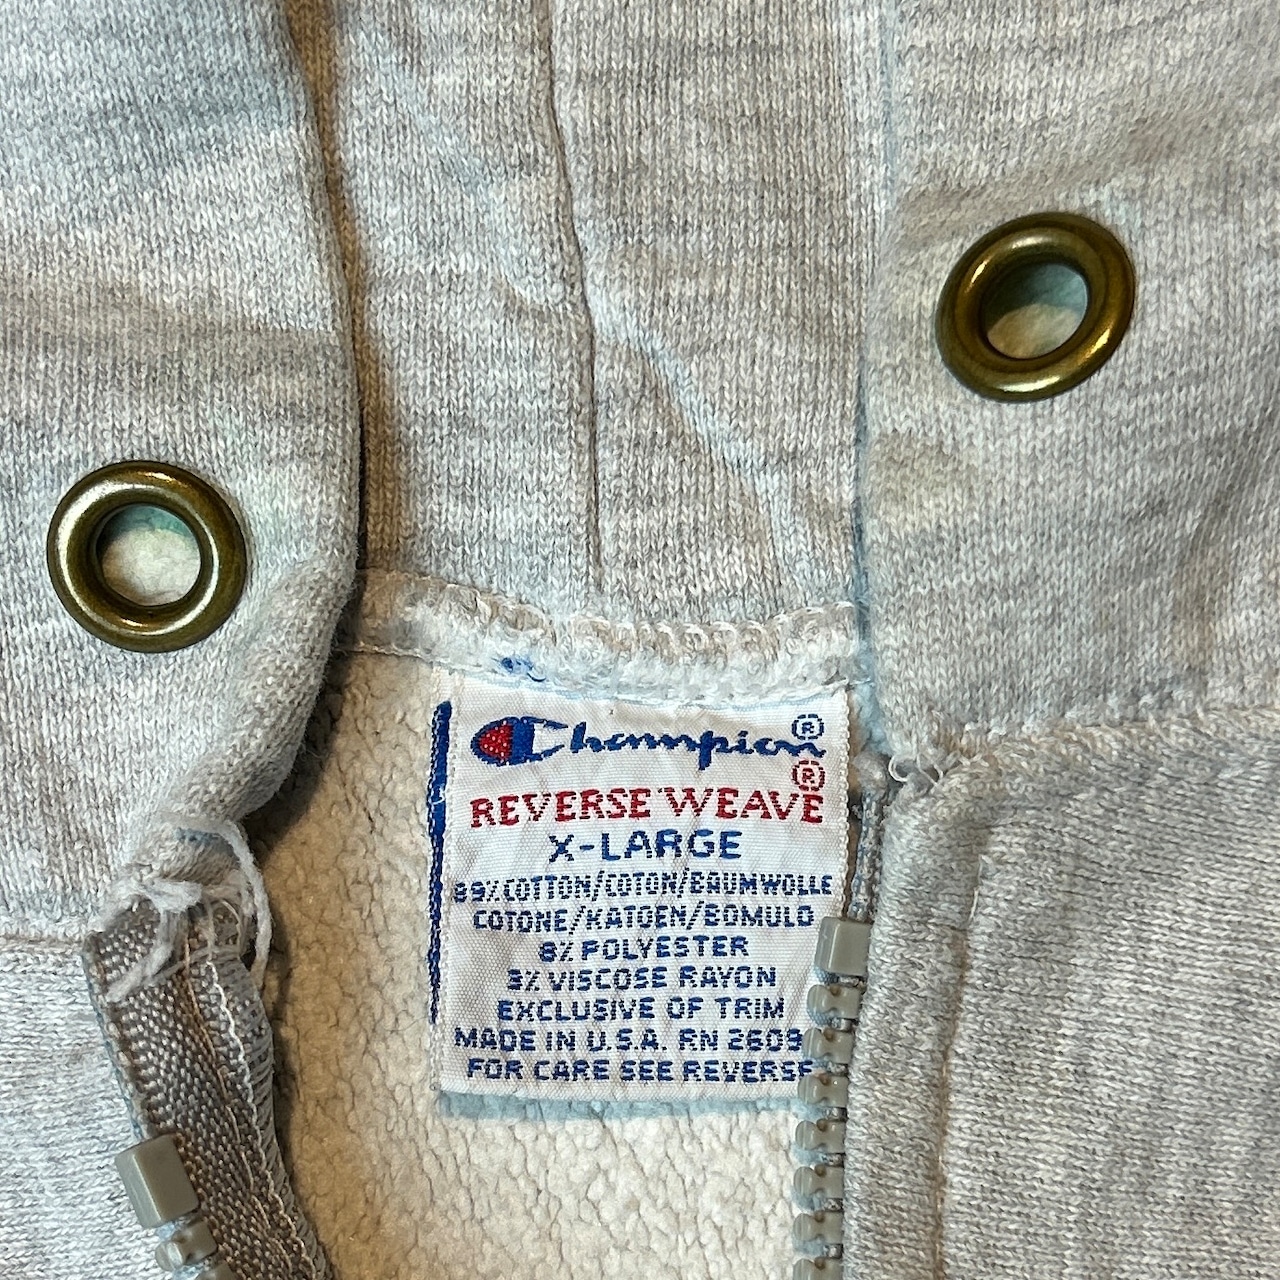 Champion®
REVERSE WEAVE®
X-LARGE
89% COTTON/COTON/BAUMWOLLE
COTONE/KATOEN/BOMULD
8% POLYESTER
3% VISCOSE RAYON
EXCLUSIVE OF TRIM
MADE IN U.S.A. RN 26094
FOR CARE SEE REVERSE